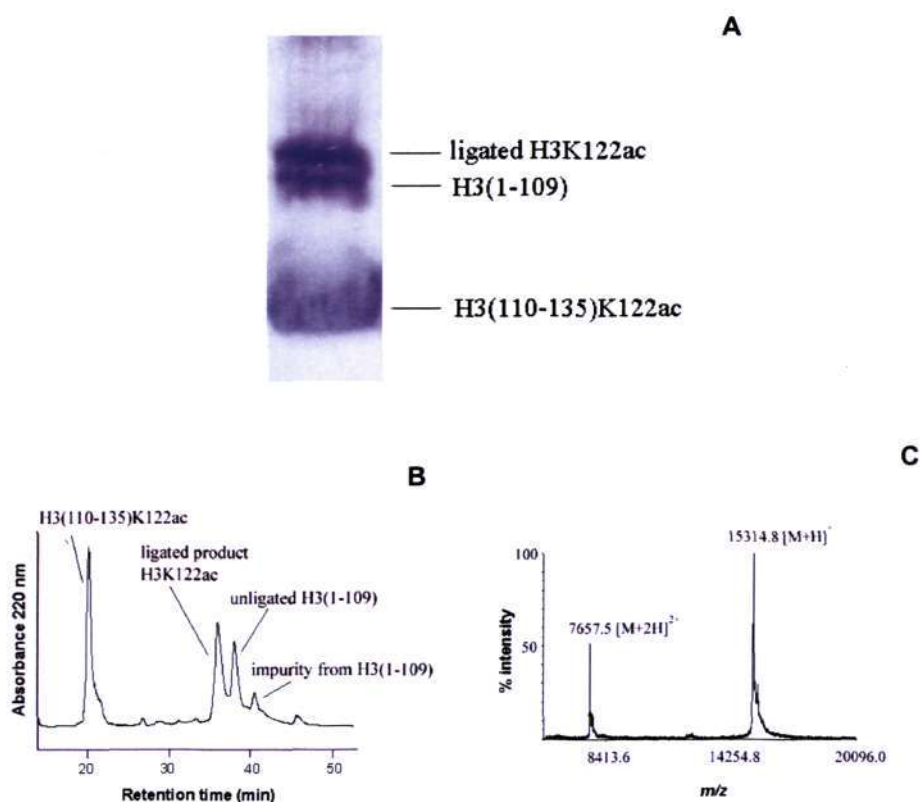 A
ligated H3K122ac
H3(1-109)
H3(110-135)K122ac
B
H3(110-135)K122ac
ligated product
H3K122ac
unligated H3(1-109)
impurity from H3(1-109)
Absorbance 220 nm
20 30 40 50
Retention time (min)
C
15314.8 [M+H]⁺
7657.5 [M+2H]²⁺
100
50
% intensity
8413.6 14254.8 20096.0
m/z